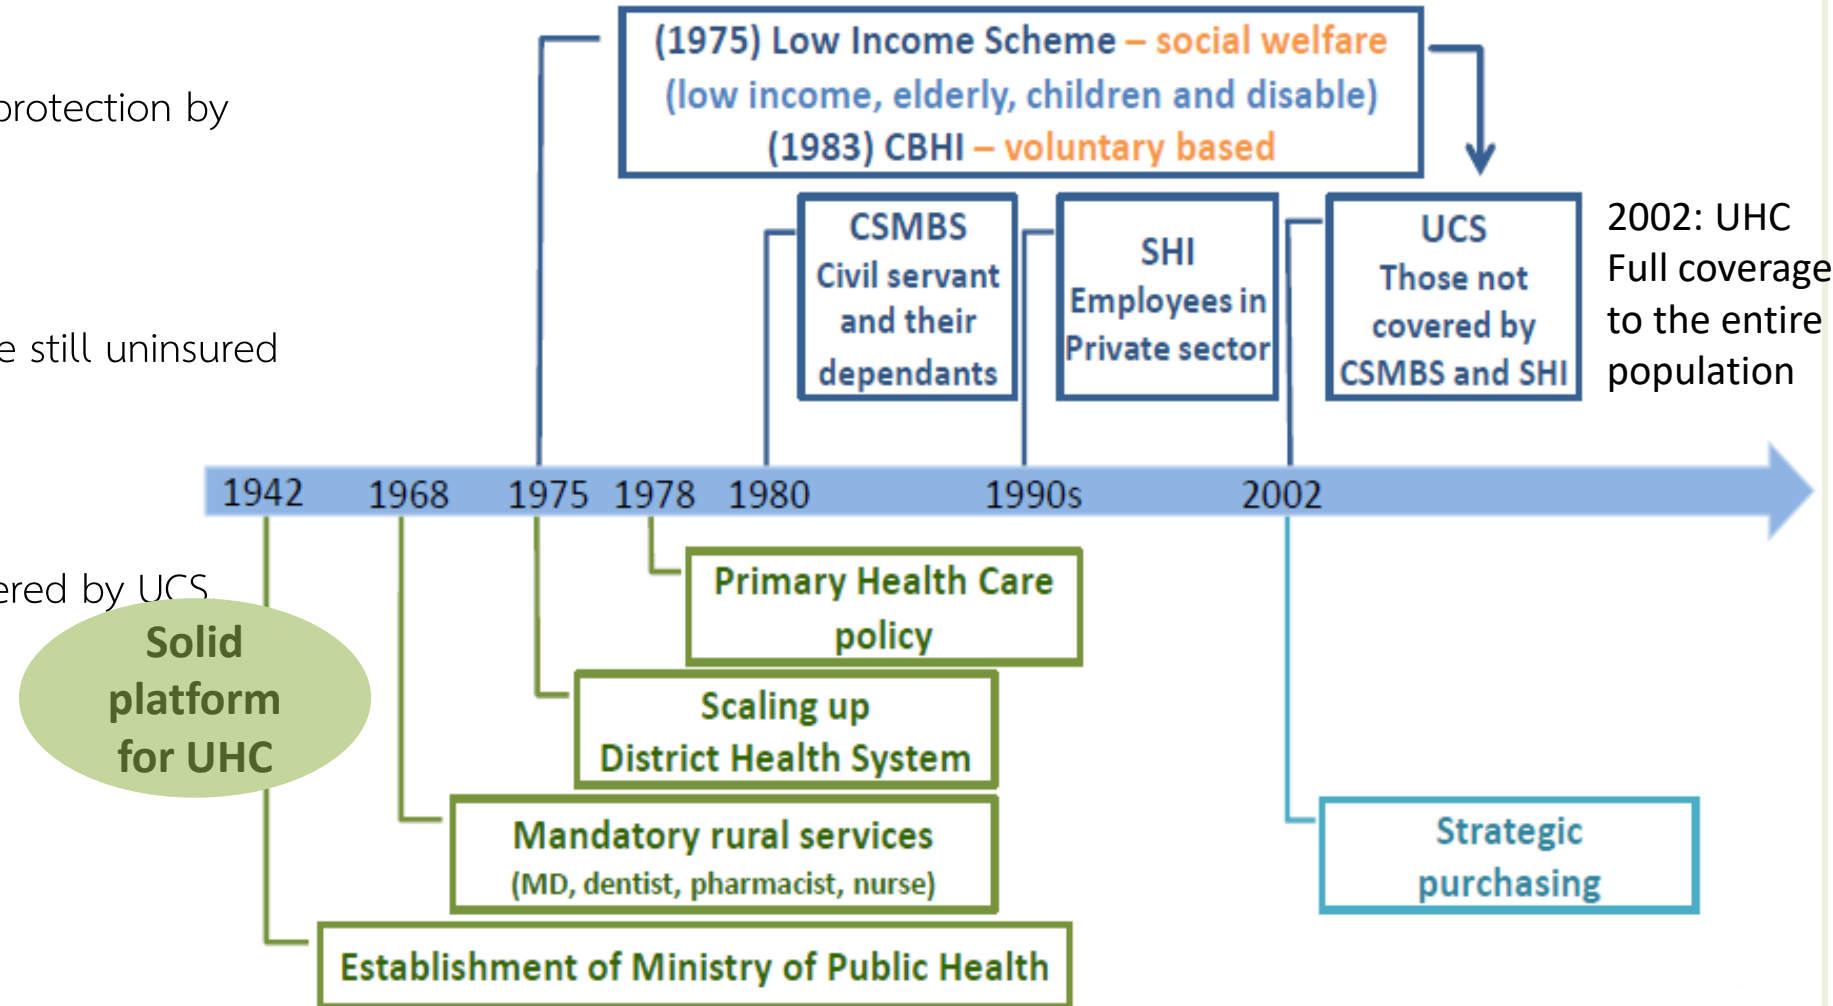 protection by
e still uninsured
ered by UCS
(1975) Low Income Scheme – social welfare
(low income, elderly, children and disable)
(1983) CBHI – voluntary based
CSMBS
Civil servant
and their
dependants
SHI
Employees in
Private sector
UCS
Those not
covered by
CSMBS and SHI
2002: UHC
Full coverage
to the entire
population
1942
1968
1975
1978
1980
1990s
2002
Solid
platform
for UHC
Primary Health Care
policy
Scaling up
District Health System
Mandatory rural services
(MD, dentist, pharmacist, nurse)
Establishment of Ministry of Public Health
Strategic
purchasing